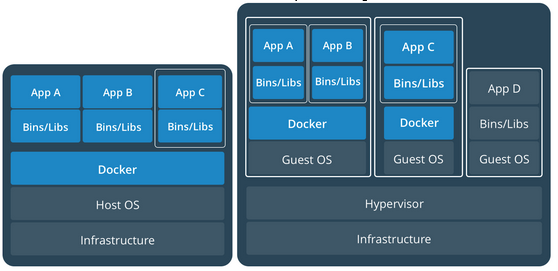 App A
App B
App C
Bins/Libs
Bins/Libs
Bins/Libs
Docker
Host OS
Infrastructure
App A
App B
Bins/Libs
Bins/Libs
Docker
Guest OS
App C
Bins/Libs
Docker
Guest OS
App D
Bins/Libs
Guest OS
Hypervisor
Infrastructure